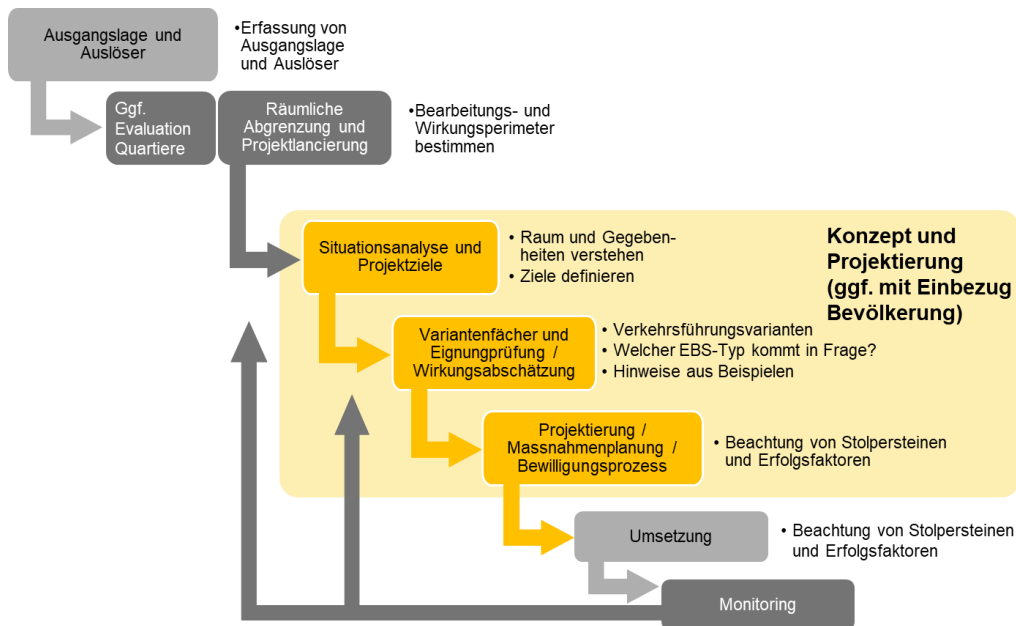 Ausgangslage und
Auslöser
•Erfassung von
Ausgangslage
und Auslöser
Ggf.
Evaluation
Quartiere
Räumliche
Abgrenzung und
Projektlancierung
•Bearbeitungs- und
Wirkungsperimeter
bestimmen
Konzept und
Projektierung
(ggf. mit Einbezug
Bevölkerung)
Situationsanalyse und
Projektziele
• Raum und Gegeben-
heiten verstehen
• Ziele definieren
Variantenfächer und
Eignungprüfung /
Wirkungsabschätzung
• Verkehrsführungsvarianten
• Welcher EBS-Typ kommt in Frage?
• Hinweise aus Beispielen
Projektierung /
Massnahmenplanung /
Bewilligungsprozess
• Beachtung von Stolpersteinen
und Erfolgsfaktoren
Umsetzung
• Beachtung von Stolpersteinen
und Erfolgsfaktoren
Monitoring